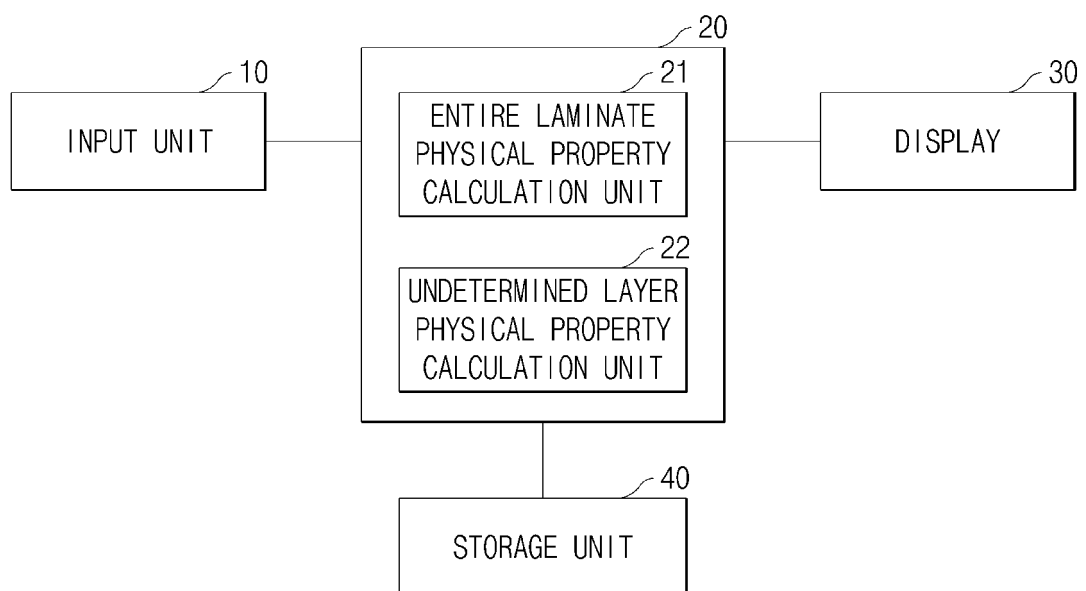 20
10
INPUT UNIT
21
ENTIRE LAMINATE
PHYSICAL PROPERTY
CALCULATION UNIT
30
DISPLAY
22
UNDETERMINED LAYER
PHYSICAL PROPERTY
CALCULATION UNIT
40
STORAGE UNIT